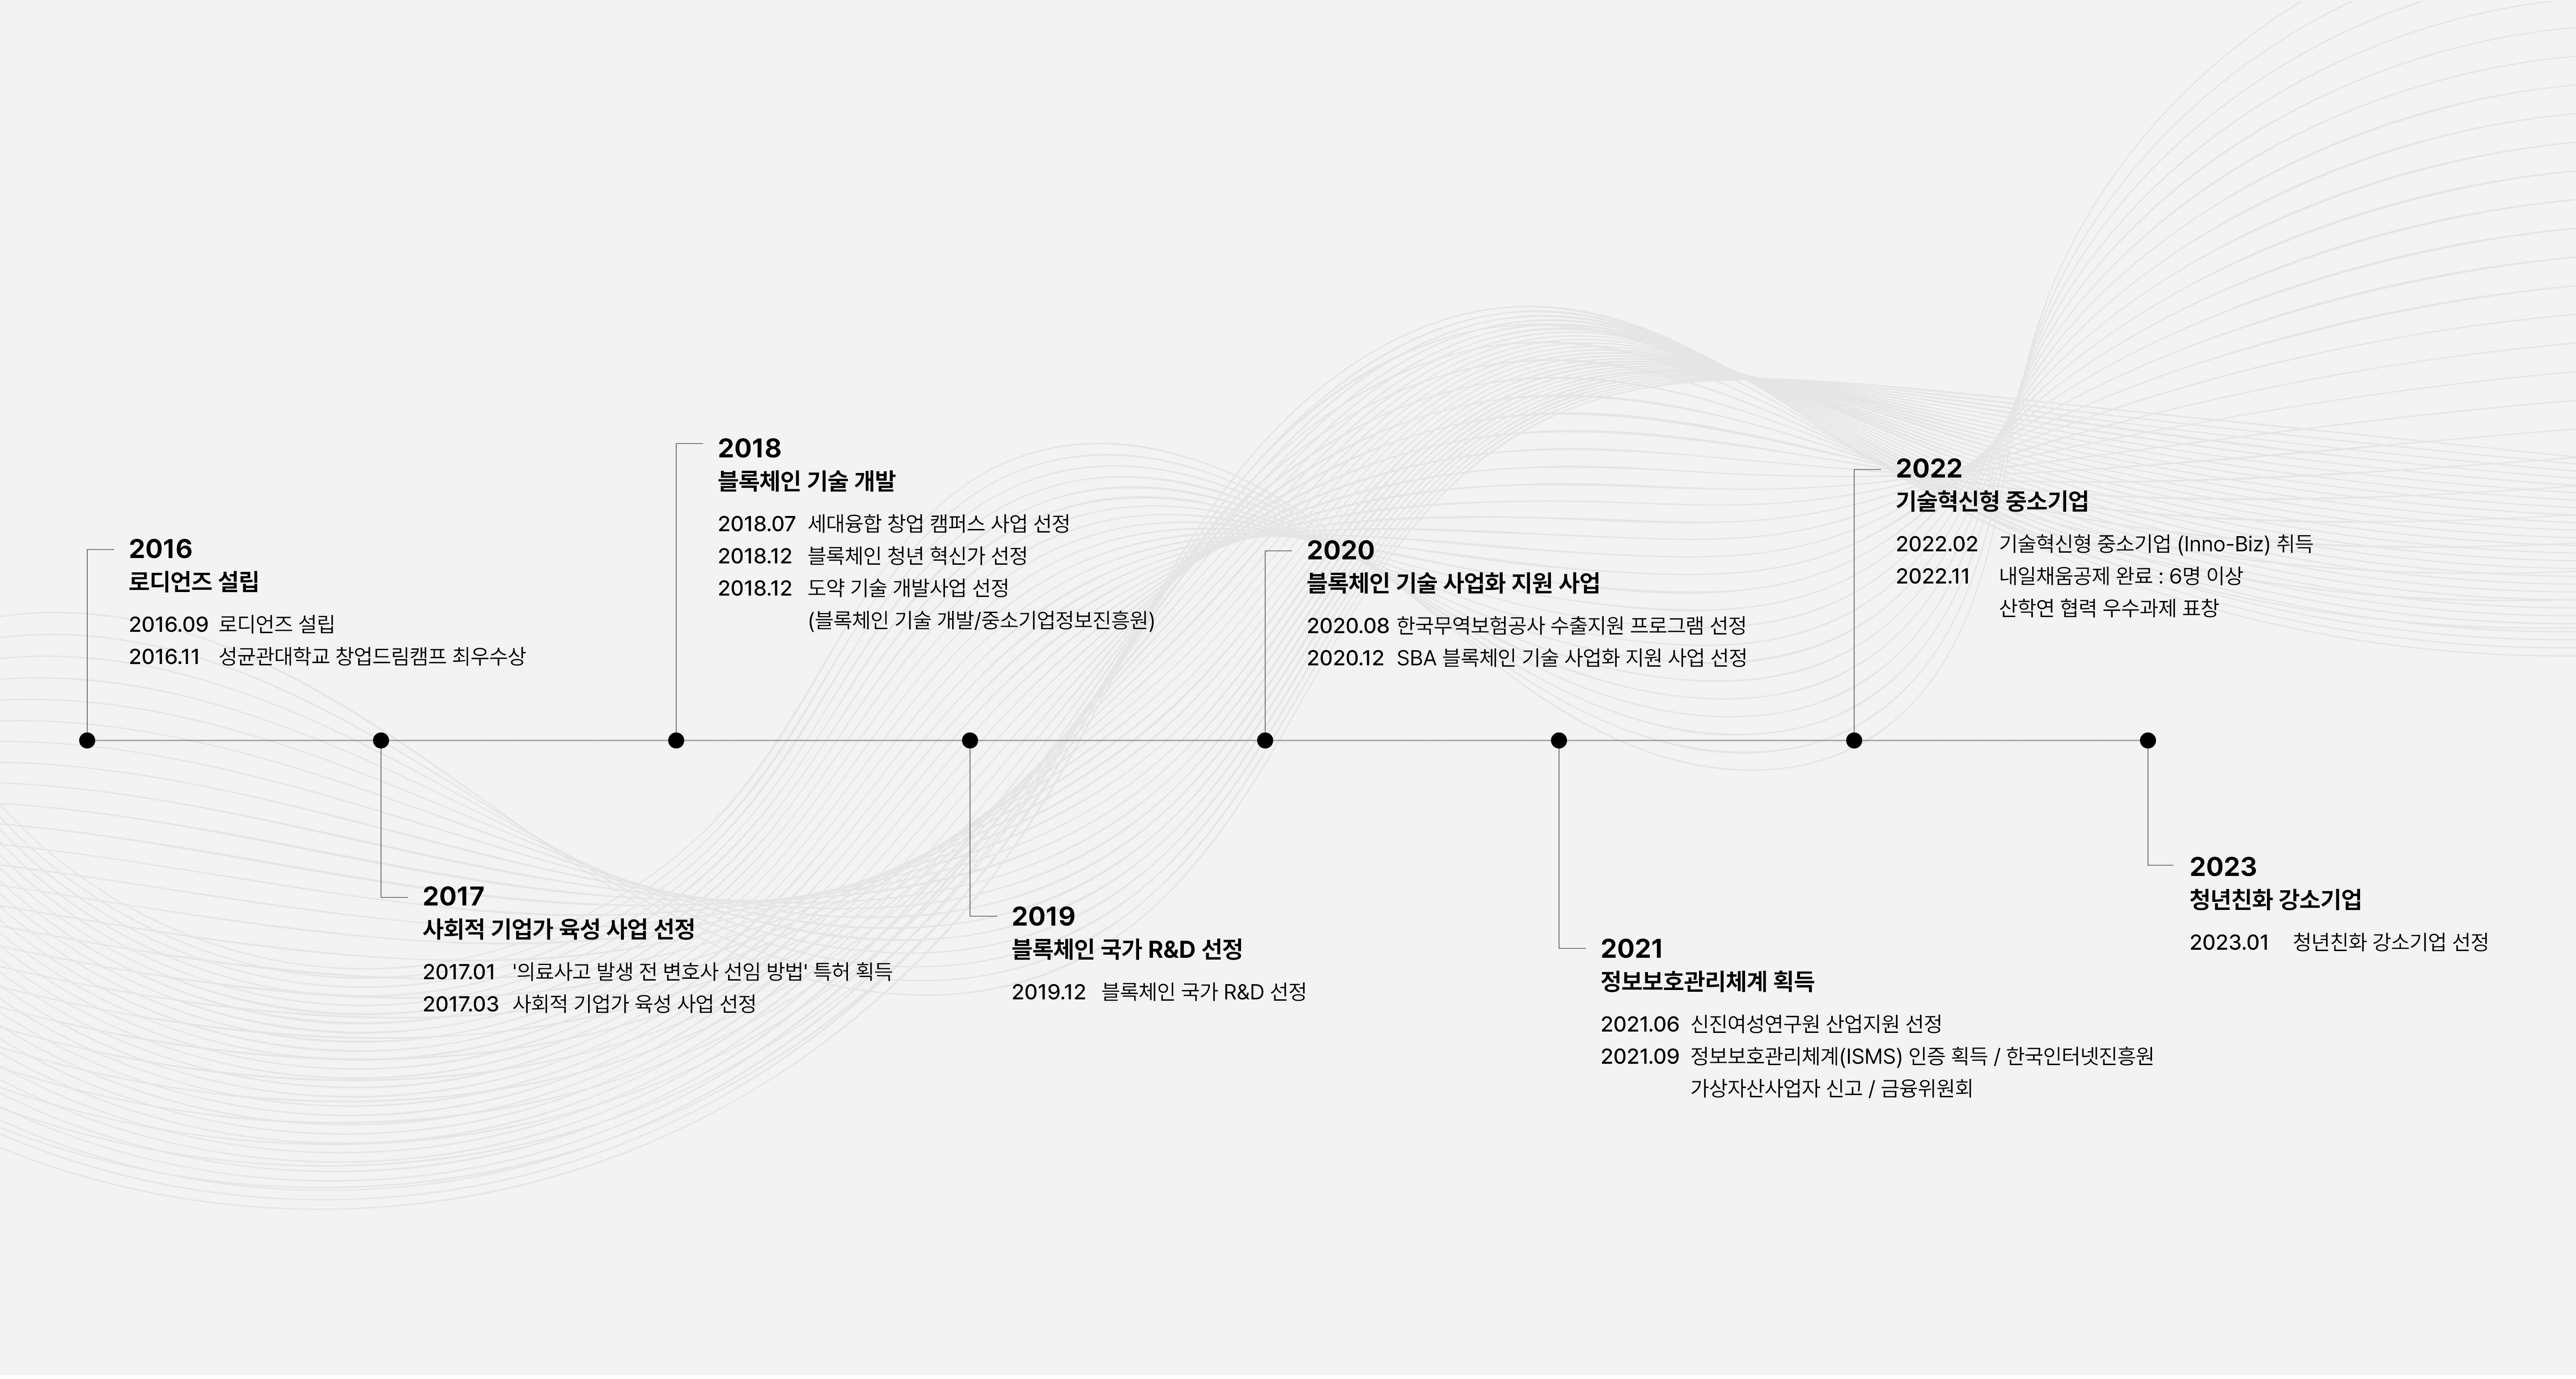 2016
로디언즈 설립
2016.09 로디언즈 설립
2016.11 성균관대학교 창업드림캠프 최우수상
2017
사회적 기업가 육성 사업 선정
2017.01 '의료사고 발생 전 변호사 선임 방법' 특허 획득
2017.03 사회적 기업가 육성 사업 선정
2018
블록체인 기술 개발
2018.07 세대융합 창업 캠퍼스 사업 선정
2018.12 블록체인 청년 혁신가 선정
2018.12 도약 기술 개발사업 선정
(블록체인 기술 개발/중소기업정보진흥원)
2019
블록체인 국가 R&D 선정
2019.12 블록체인 국가 R&D 선정
2020
블록체인 기술 사업화 지원 사업
2020.08 한국무역보험공사 수출지원 프로그램 선정
2020.12 SBA 블록체인 기술 사업화 지원 사업 선정
2021
정보보호관리체계 획득
2021.06 신진여성연구원 산업지원 선정
2021.09 정보보호관리체계(ISMS) 인증 획득 / 한국인터넷진흥원
가상자산사업자 신고 / 금융위원회
2022
기술혁신형 중소기업
2022.02 기술혁신형 중소기업 (Inno-Biz) 취득
2022.11 내일채움공제 완료 : 6명 이상
산학연 협력 우수과제 표창
2023
청년친화 강소기업
2023.01 청년친화 강소기업 선정